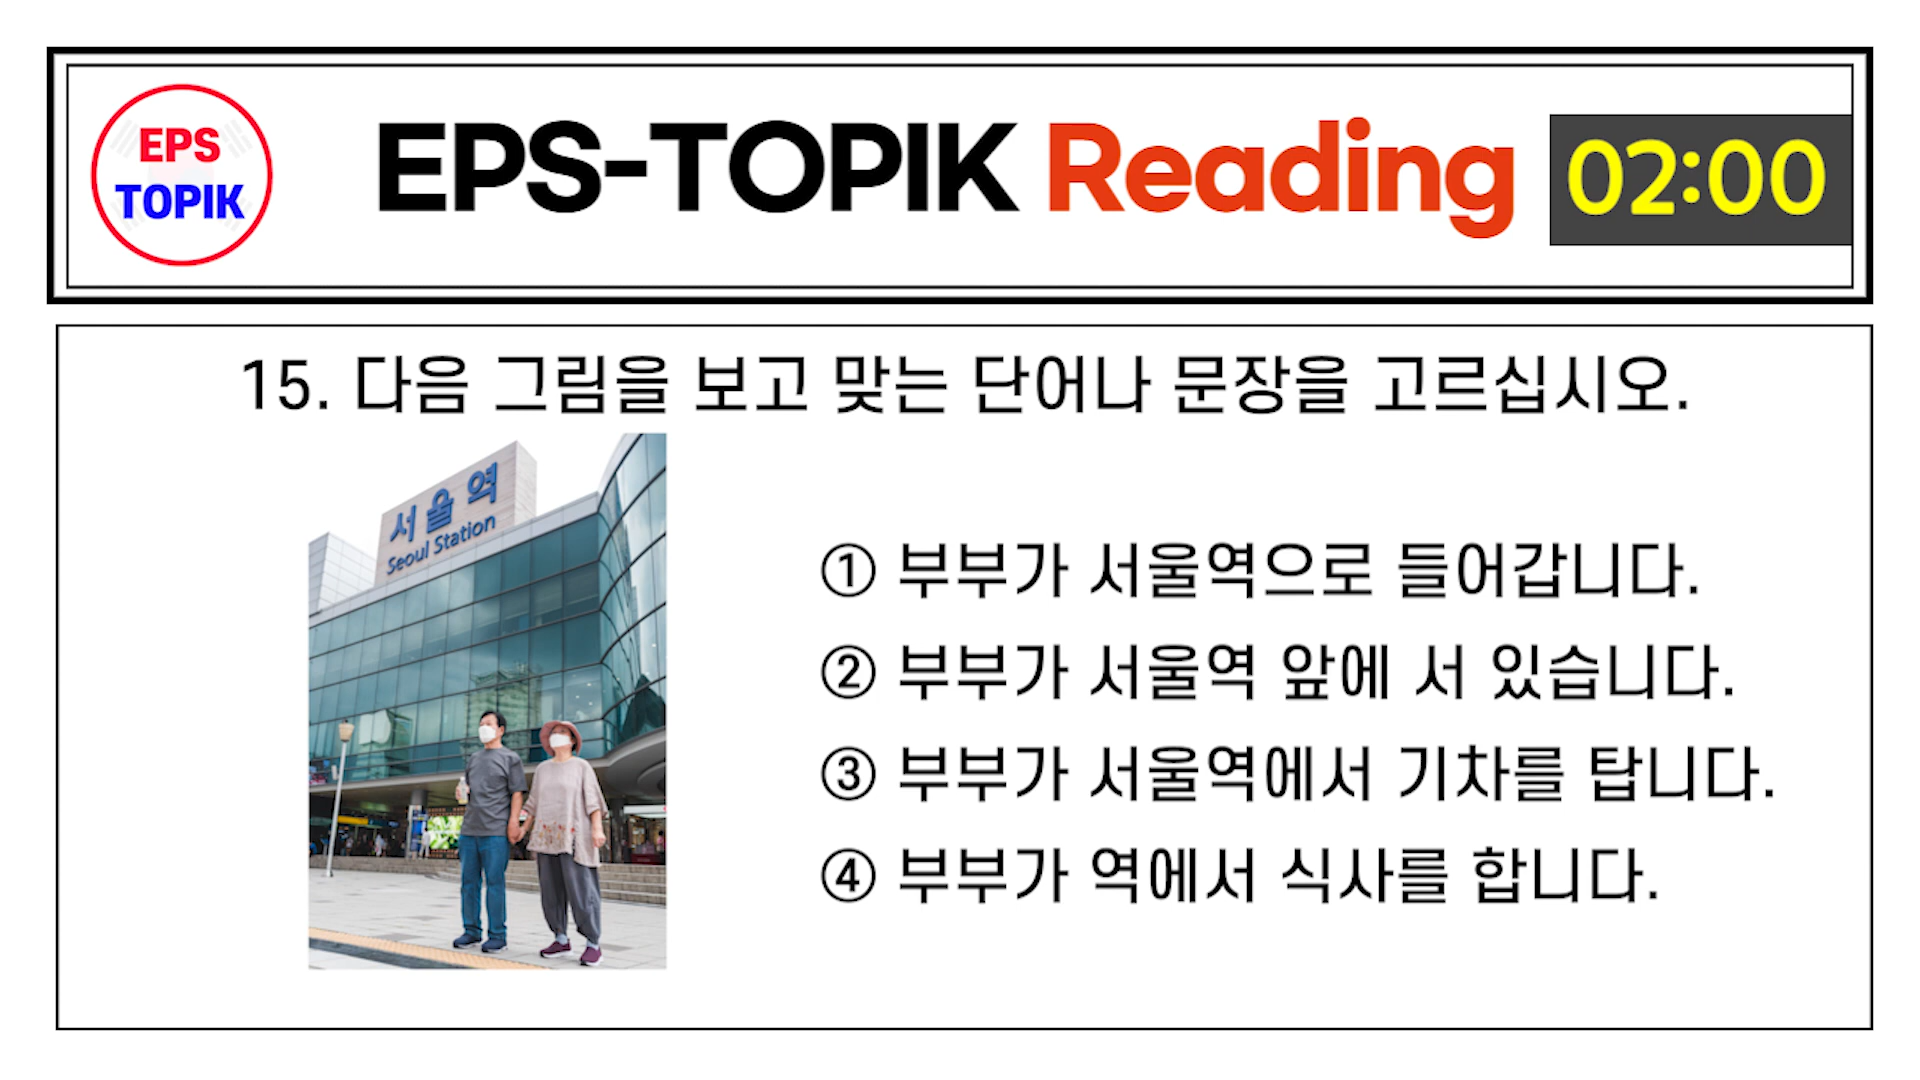 EPS
TOPIK
EPS-TOPIK Reading
02:00
15. 다음 그림을 보고 맞는 단어나 문장을 고르십시오.
서울역
Seoul Station
① 부부가 서울역으로 들어갑니다.
② 부부가 서울역 앞에 서 있습니다.
③ 부부가 서울역에서 기차를 탑니다.
④ 부부가 역에서 식사를 합니다.